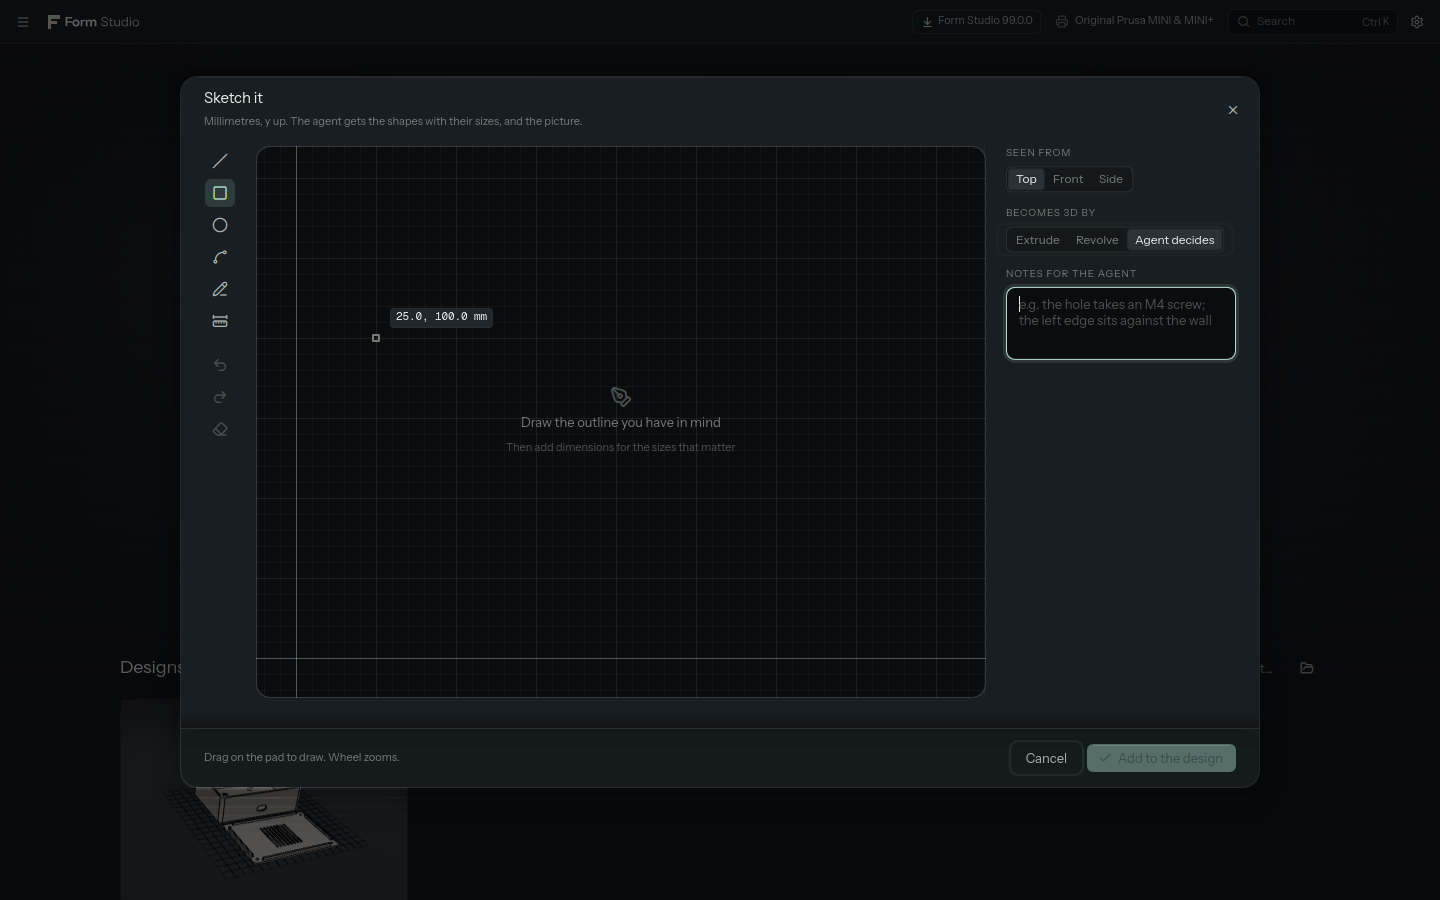 Form Studio
Form Studio 99.0.0
Original Prusa MINI & MINI+
Search
Ctrl K
Sketch it
Millimetres, y up. The agent gets the shapes with their sizes, and the picture.
SEEN FROM
Top Front Side
BECOMES 3D BY
Extrude Revolve Agent decides
NOTES FOR THE AGENT
e.g. the hole takes an M4 screw;
the left edge sits against the wall
25.0, 100.0 mm
Draw the outline you have in mind
Then add dimensions for the sizes that matter
Designs
Drag on the pad to draw. Wheel zooms.
Cancel
Add to the design